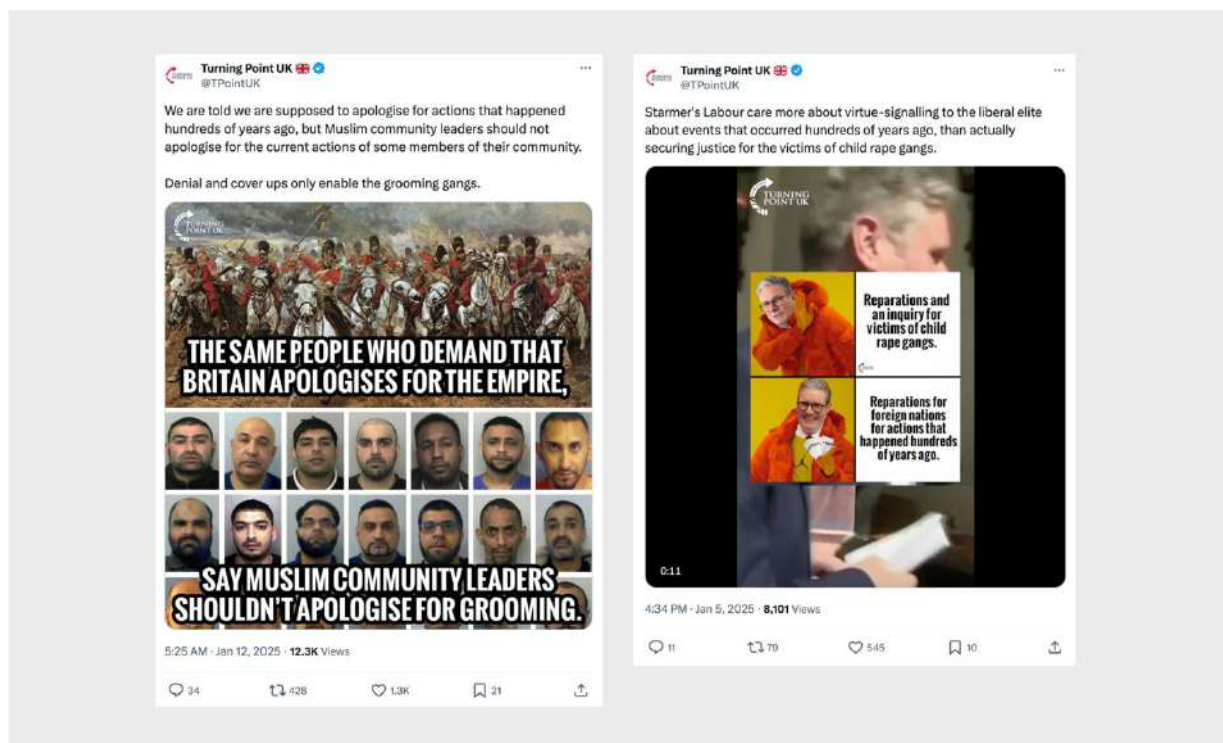 Turning Point UK
@TPointUK
We are told we are supposed to apologise for actions that happened
hundreds of years ago, but Muslim community leaders should not
apologise for the current actions of some members of their community.
Denial and cover ups only enable the grooming gangs.
TURNING
POINT UK
THE SAME PEOPLE WHO DEMAND THAT
BRITAIN APOLOGISES FOR THE EMPIRE,
SAY MUSLIM COMMUNITY LEADERS
SHOULDN'T APOLOGISE FOR GROOMING.
5:25 AM · Jan 12, 2025 · 12.3K Views
34
428
1.3K
21
Turning Point UK
@TPointUK
Starmer's Labour care more about virtue-signalling to the liberal elite
about events that occurred hundreds of years ago, than actually
securing justice for the victims of child rape gangs.
TURNING
POINT UK
Reparations and
an inquiry for
victims of child
rape gangs.
Reparations for
foreign nations
for actions that
happened hundreds
of years ago.
0:11
4:34 PM · Jan 5, 2025 · 8,101 Views
11
79
545
10